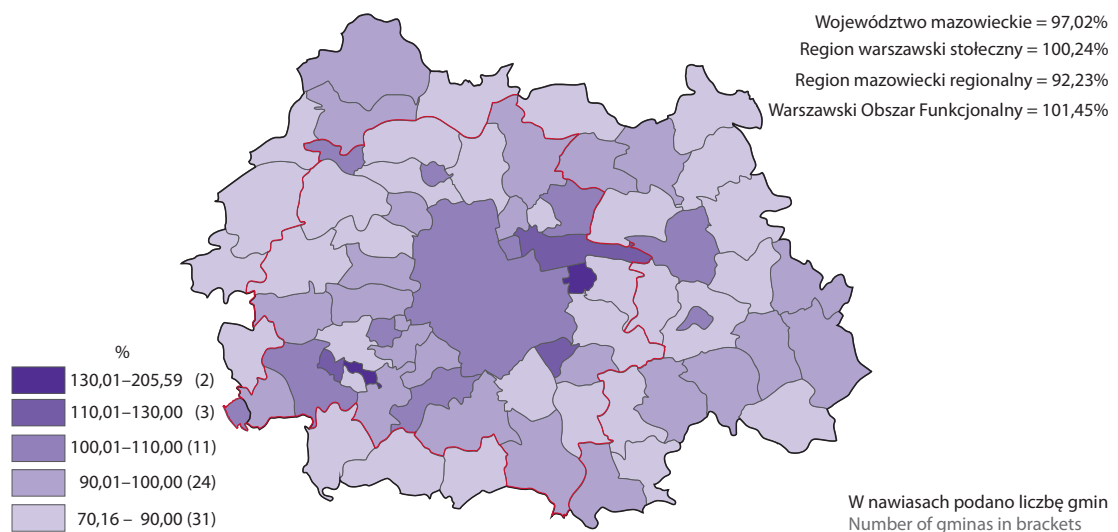 Województwo mazowieckie = 97,02%
Region warszawski stołeczny = 100,24%
Region mazowiecki regionalny = 92,23%
Warszawski Obszar Funkcjonalny = 101,45%
%
130,01–205,59 (2)
110,01–130,00 (3)
100,01–110,00 (11)
90,01–100,00 (24)
70,16 – 90,00 (31)
W nawiasach podano liczbę gmin
Number of gminas in brackets